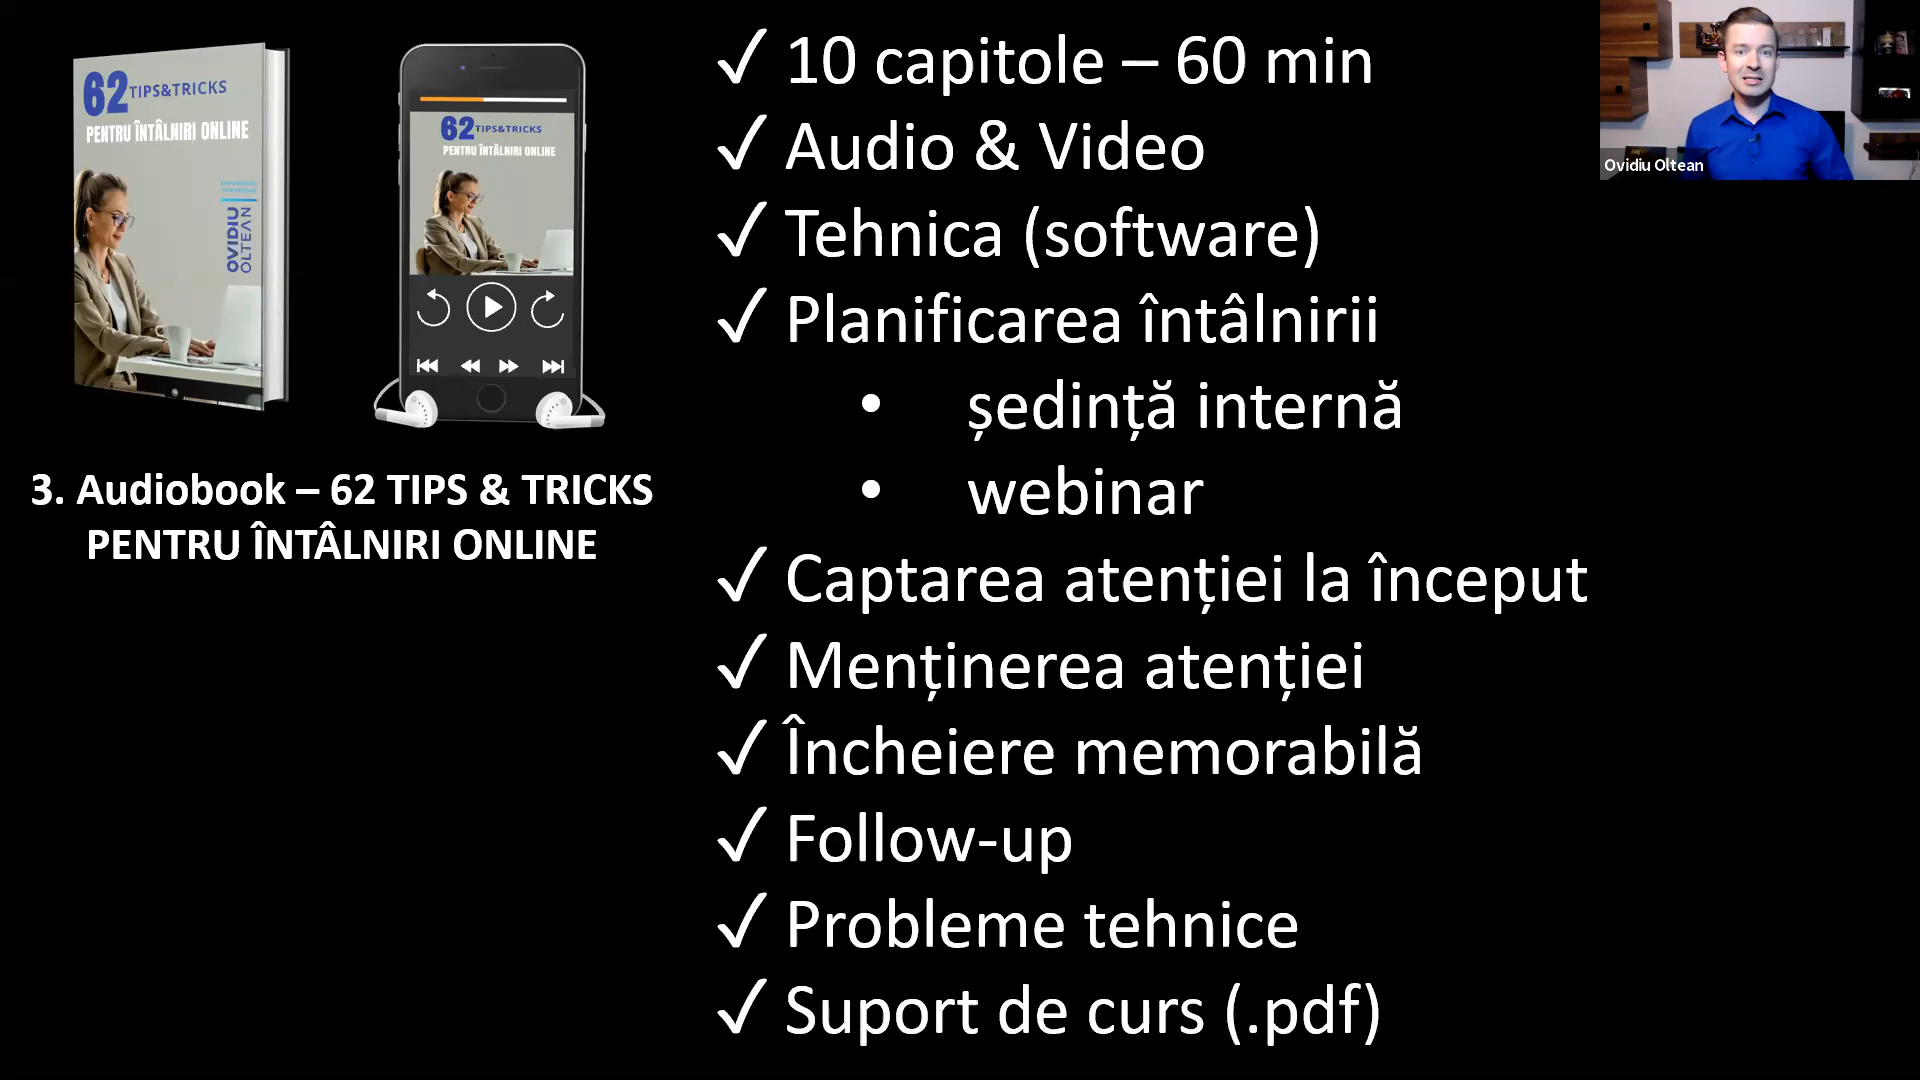 62 TIPS&TRICKS
PENTRU ÎNTÂLNIRI ONLINE
OVIDIU
OLTEAN
62 TIPS&TRICKS
PENTRU ÎNTÂLNIRI ONLINE
3. Audiobook – 62 TIPS & TRICKS
PENTRU ÎNTÂLNIRI ONLINE
✓ 10 capitole – 60 min
✓ Audio & Video
✓ Tehnica (software)
✓ Planificarea întâlnirii
• ședință internă
• webinar
✓ Captarea atenției la început
✓ Menținerea atenției
✓ Încheiere memorabilă
✓ Follow-up
✓ Probleme tehnice
✓ Suport de curs (.pdf)
Ovidiu Oltean